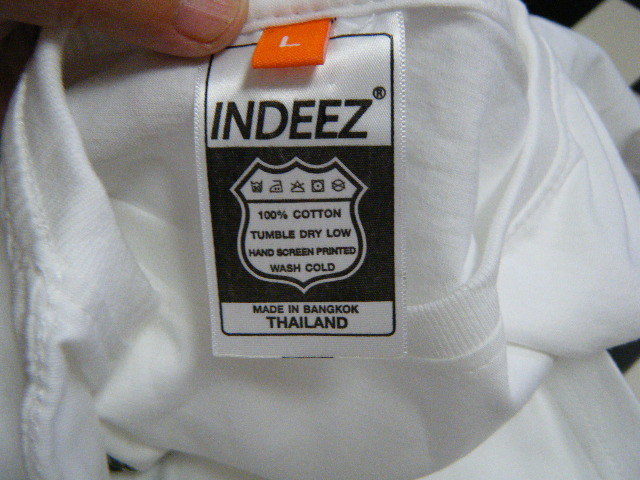 L
INDEEZ®
100% COTTON
TUMBLE DRY LOW
HAND SCREEN PRINTED
WASH COLD
MADE IN BANGKOK
THAILAND